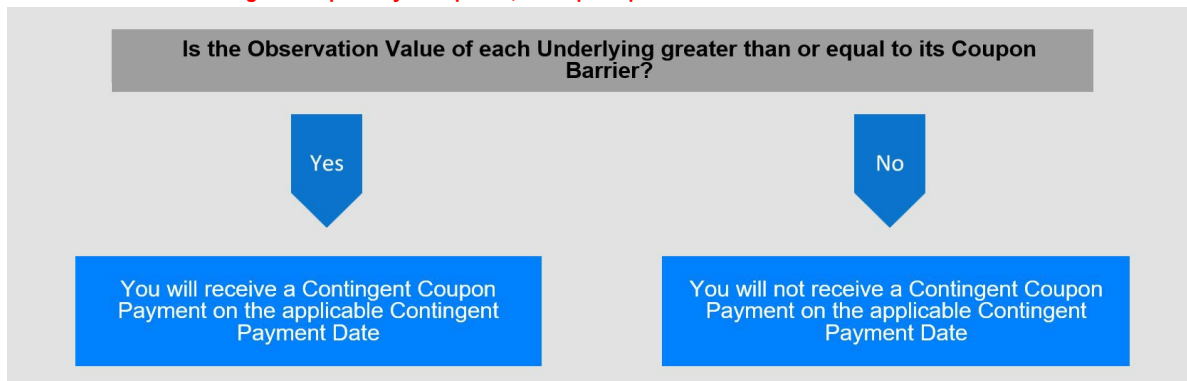 Is the Observation Value of each Underlying greater than or equal to its Coupon
Barrier?
Yes
No
You will receive a Contingent Coupon
Payment on the applicable Contingent
Payment Date
You will not receive a Contingent Coupon
Payment on the applicable Contingent
Payment Date